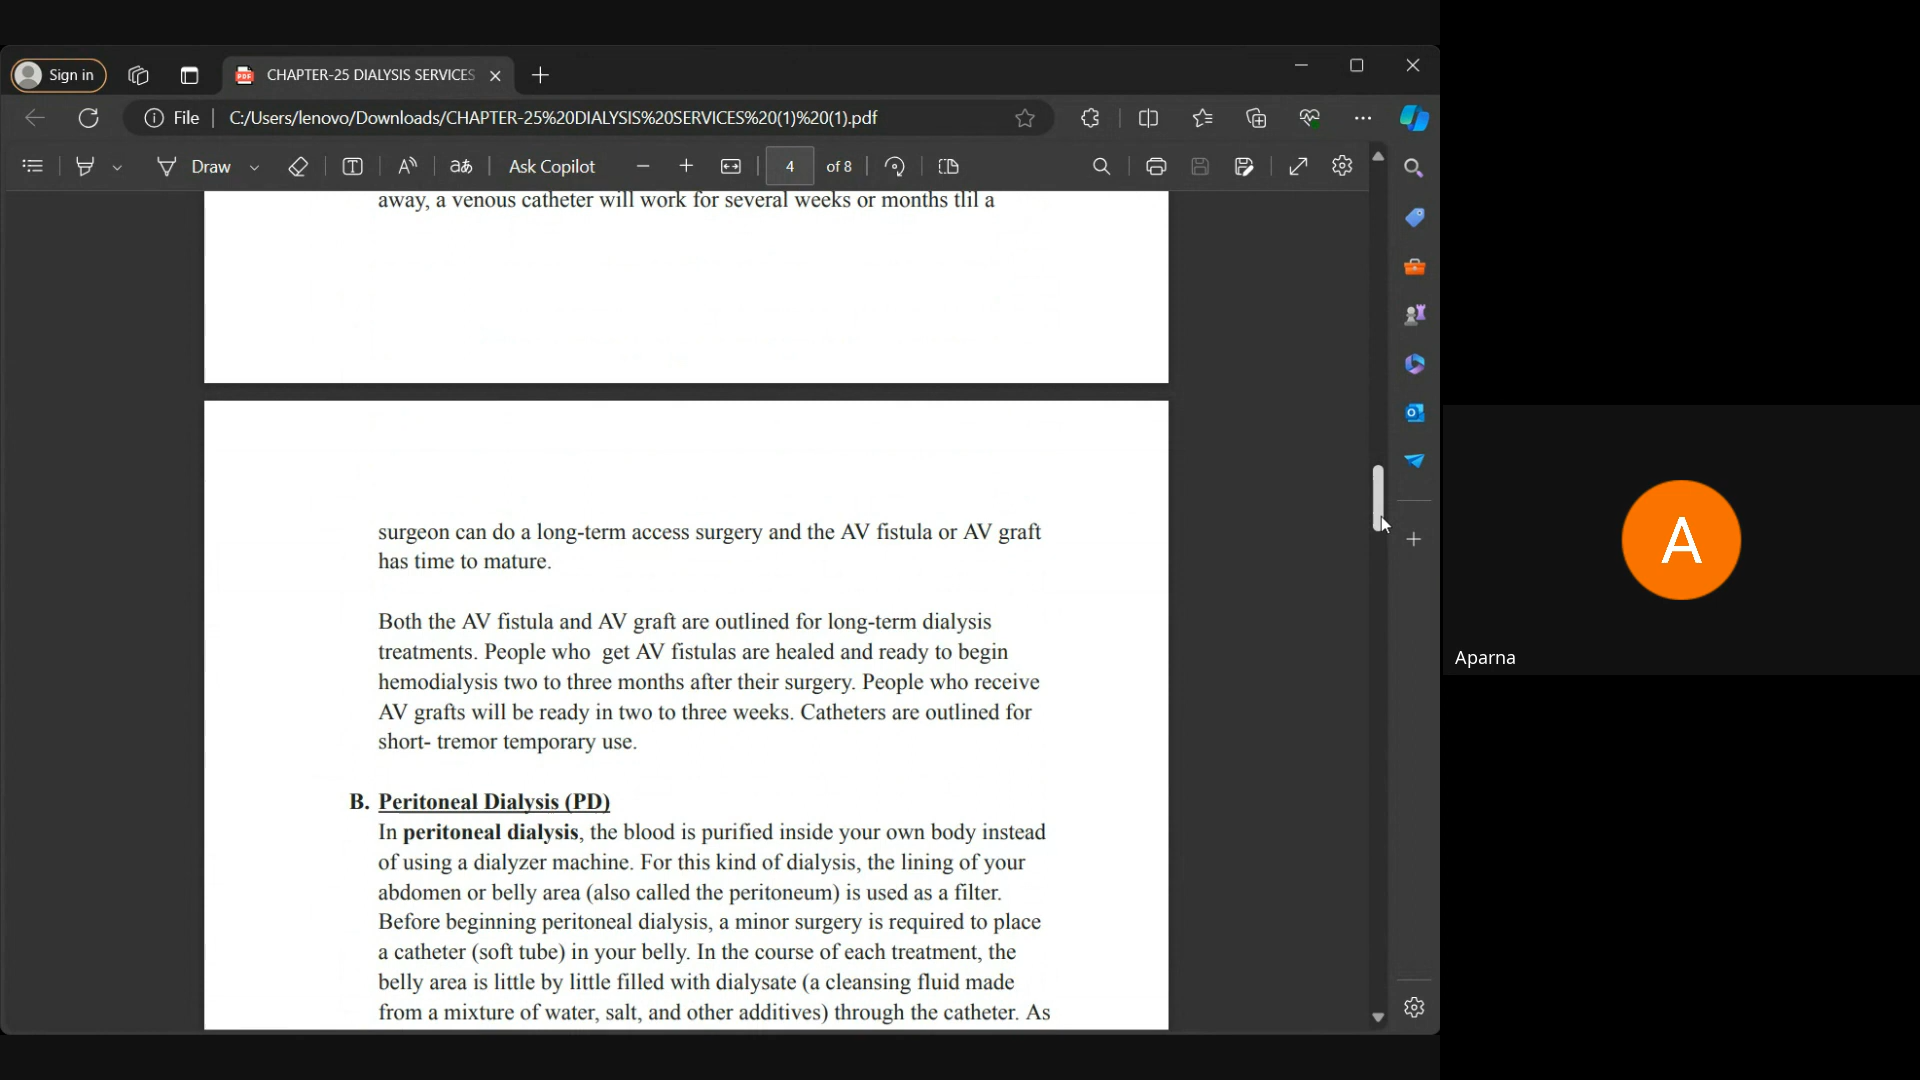 Sign in
CHAPTER-25 DIALYSIS SERVICES
File
C:/Users/lenovo/Downloads/CHAPTER-25%20DIALYSIS%20SERVICES%20(1)%20(1).pdf
Draw
aあ
Ask Copilot
4
of 8
away, a venous catheter will work for several weeks or months tlil a
surgeon can do a long-term access surgery and the AV fistula or AV graft
has time to mature.
Both the AV fistula and AV graft are outlined for long-term dialysis
treatments. People who  get AV fistulas are healed and ready to begin
hemodialysis two to three months after their surgery. People who receive
AV grafts will be ready in two to three weeks. Catheters are outlined for
short- tremor temporary use.
B. Peritoneal Dialysis (PD)
In peritoneal dialysis, the blood is purified inside your own body instead
of using a dialyzer machine. For this kind of dialysis, the lining of your
abdomen or belly area (also called the peritoneum) is used as a filter.
Before beginning peritoneal dialysis, a minor surgery is required to place
a catheter (soft tube) in your belly. In the course of each treatment, the
belly area is little by little filled with dialysate (a cleansing fluid made
from a mixture of water, salt, and other additives) through the catheter. As
A
Aparna